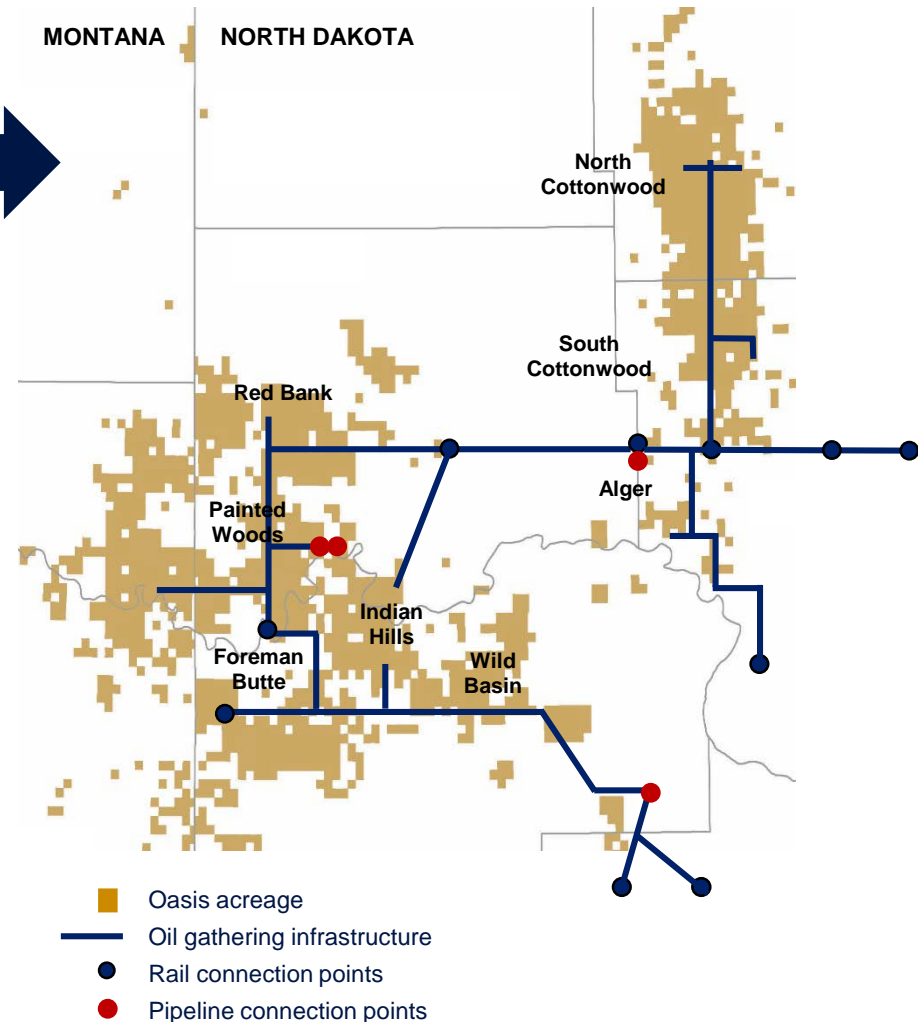 MONTANA
NORTH DAKOTA
North
Cottonwood
South
Cottonwood
Red Bank
Alger
Painted
Woods
Indian
Hills
Foreman
Butte
Wild
Basin
Oasis acreage
Oil gathering infrastructure
Rail connection points
Pipeline connection points